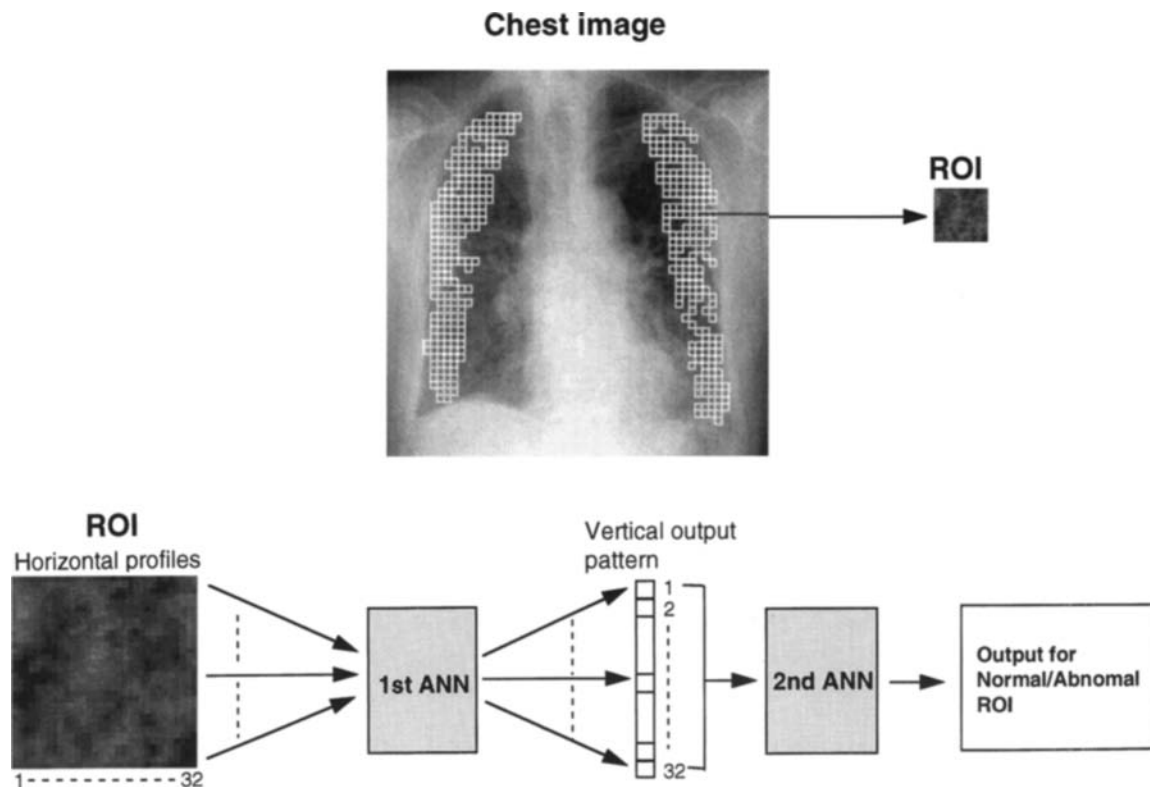 Chest image
ROI
ROI
Horizontal profiles
1 32
1st ANN
Vertical output
pattern
1
2
32
2nd ANN
Output for
Normal/Abnomal
ROI